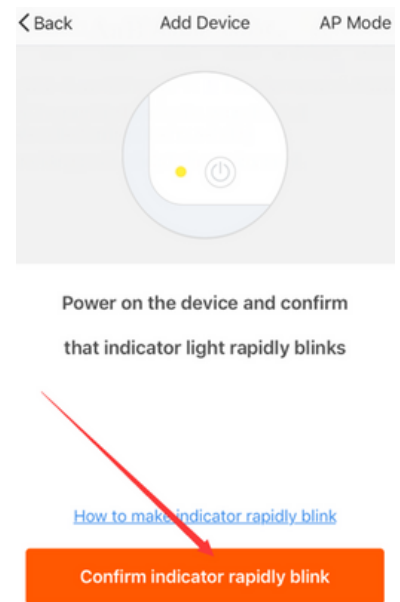 Back Add Device AP Mode
Power on the device and confirm
that indicator light rapidly blinks
How to make indicator rapidly blink
Confirm indicator rapidly blink